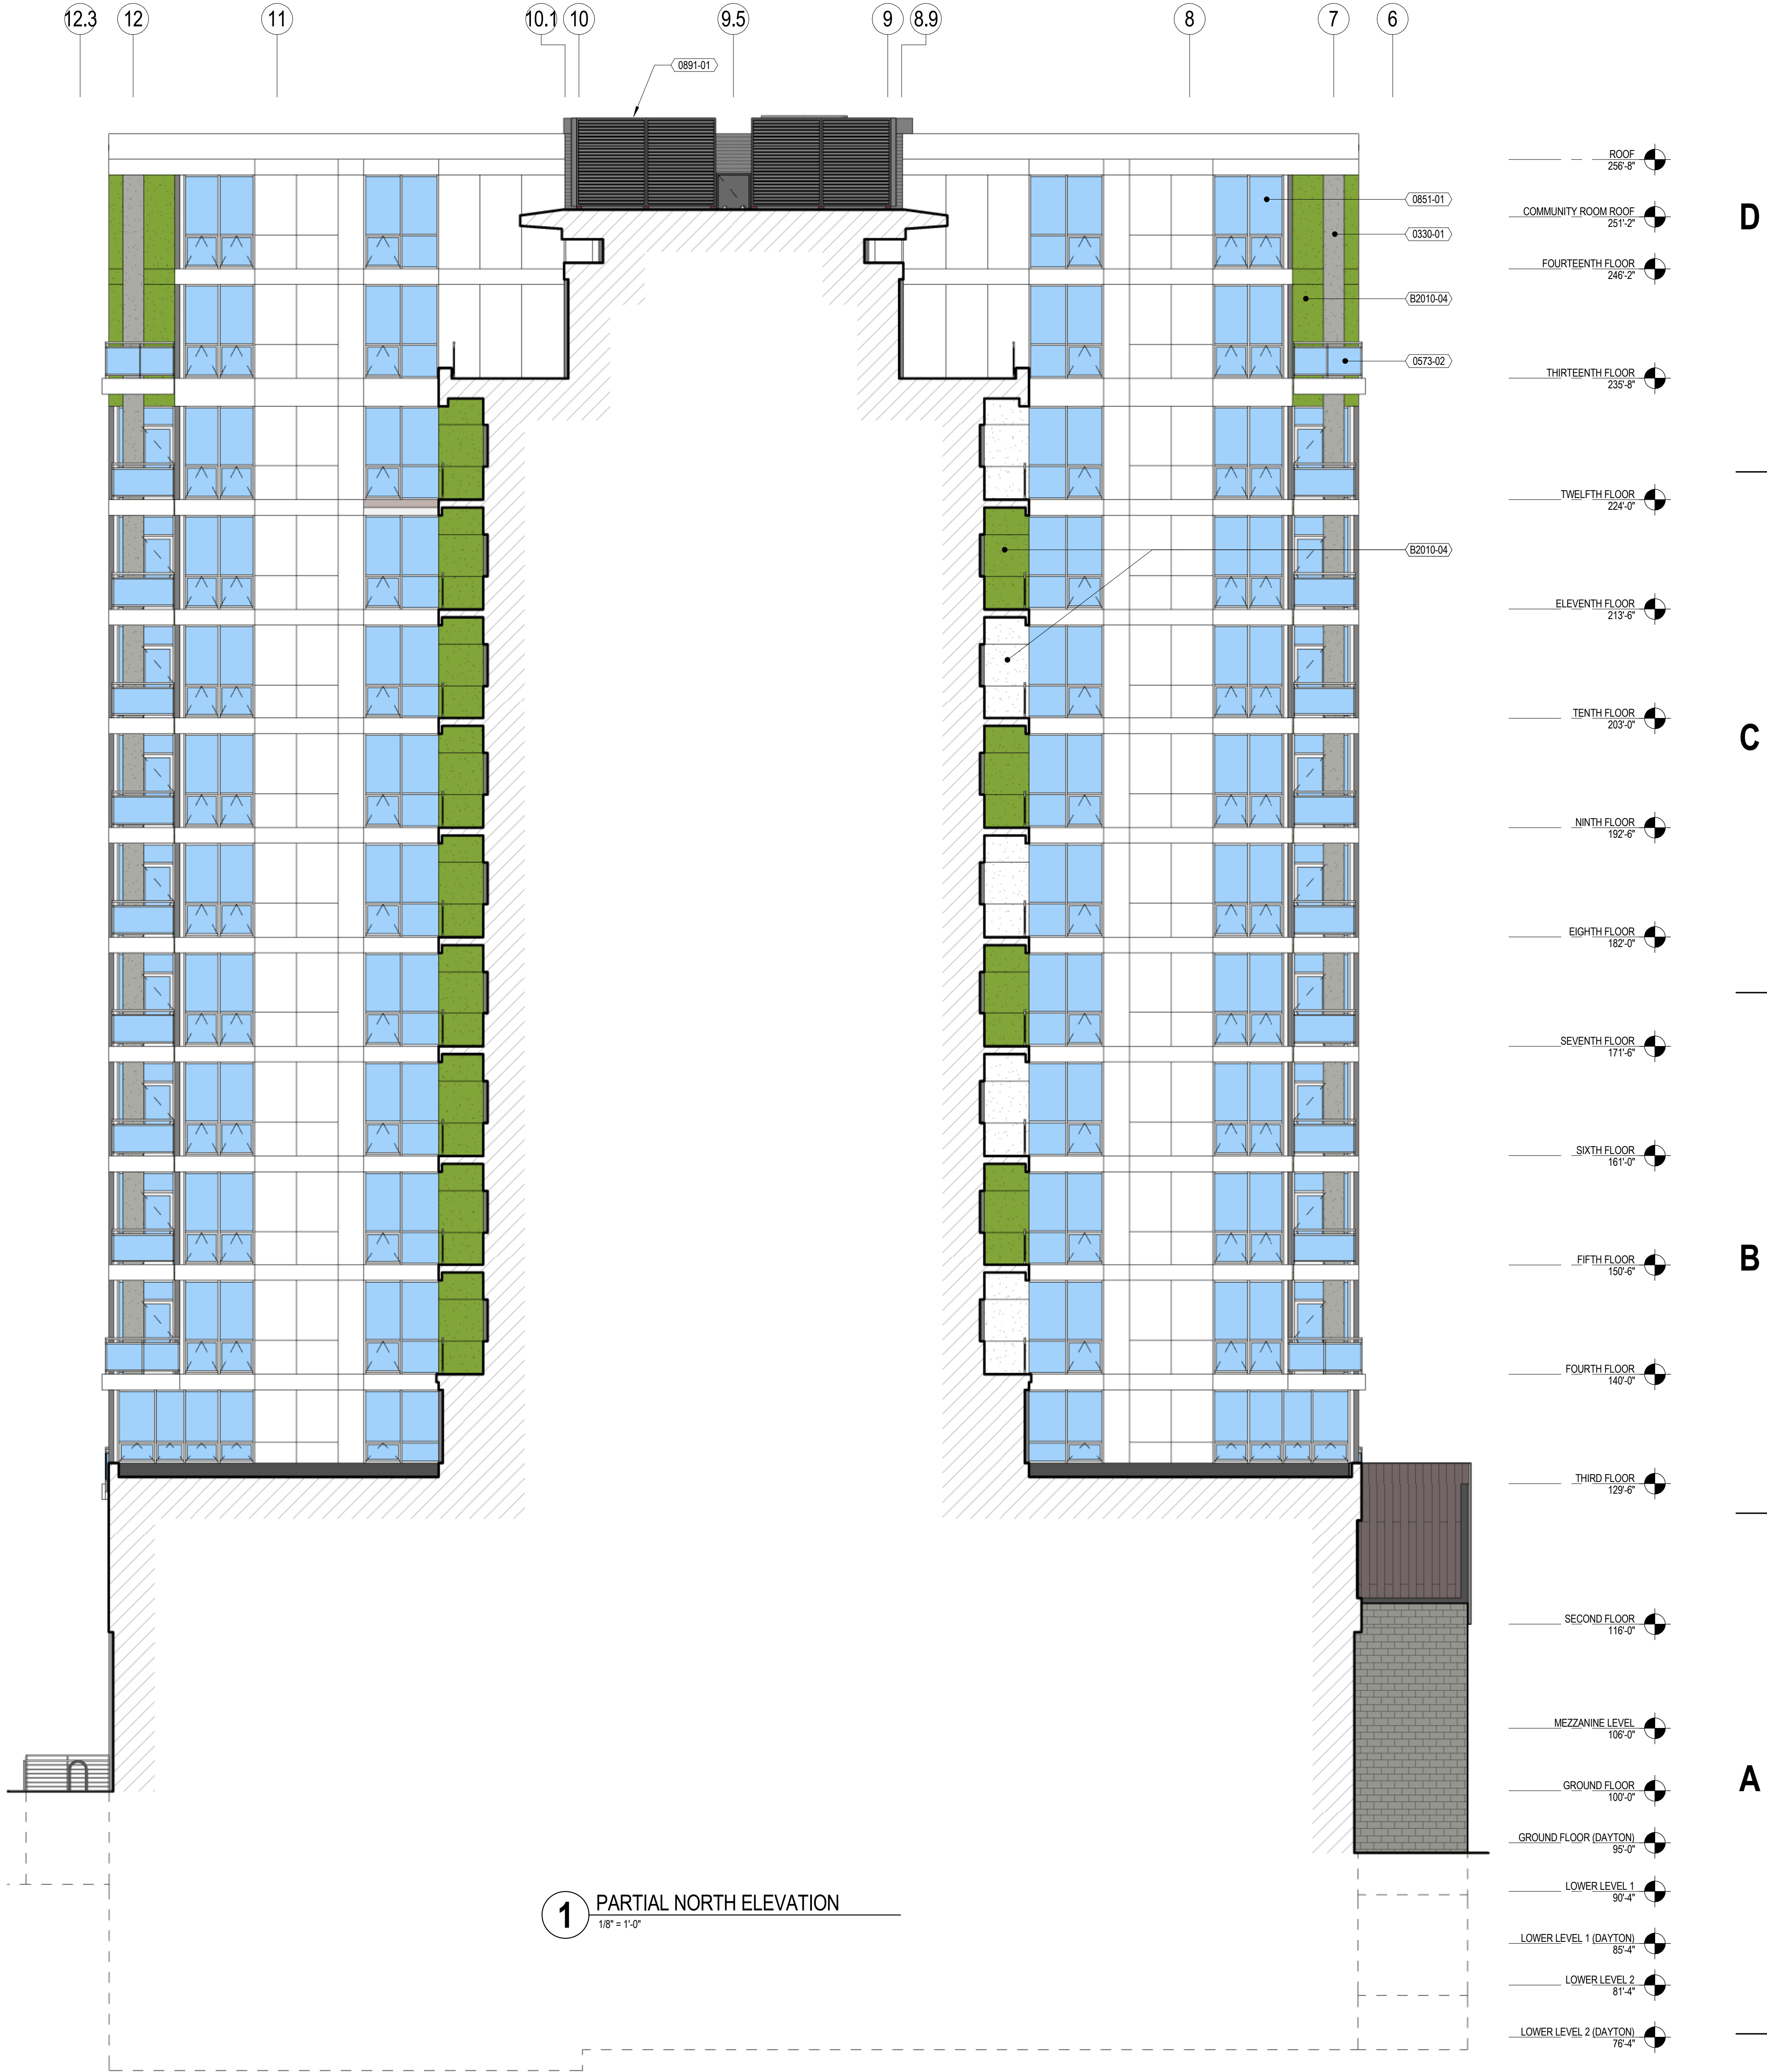 12.3 12 11 10.1 10 9.5 9 8.9 8 7 6
0891-01
ROOF
256'-8"
0851-01
COMMUNITY ROOM ROOF
251'-2"
D
0330-01
FOURTEENTH FLOOR
246'-2"
B2010-04
0573-02
THIRTEENTH FLOOR
235'-8"
TWELFTH FLOOR
224'-0"
B2010-04
ELEVENTH FLOOR
213'-6"
TENTH FLOOR
203'-0"
C
NINTH FLOOR
192'-6"
EIGHTH FLOOR
182'-0"
SEVENTH FLOOR
171'-6"
SIXTH FLOOR
161'-0"
FIFTH FLOOR
150'-6"
B
FOURTH FLOOR
140'-0"
THIRD FLOOR
129'-6"
SECOND FLOOR
116'-0"
MEZZANINE LEVEL
106'-0"
GROUND FLOOR
100'-0"
A
GROUND FLOOR (DAYTON)
95'-0"
LOWER LEVEL 1
90'-4"
1 PARTIAL NORTH ELEVATION
1/8" = 1'-0"
LOWER LEVEL 1 (DAYTON)
85'-4"
LOWER LEVEL 2
81'-4"
LOWER LEVEL 2 (DAYTON)
76'-4"